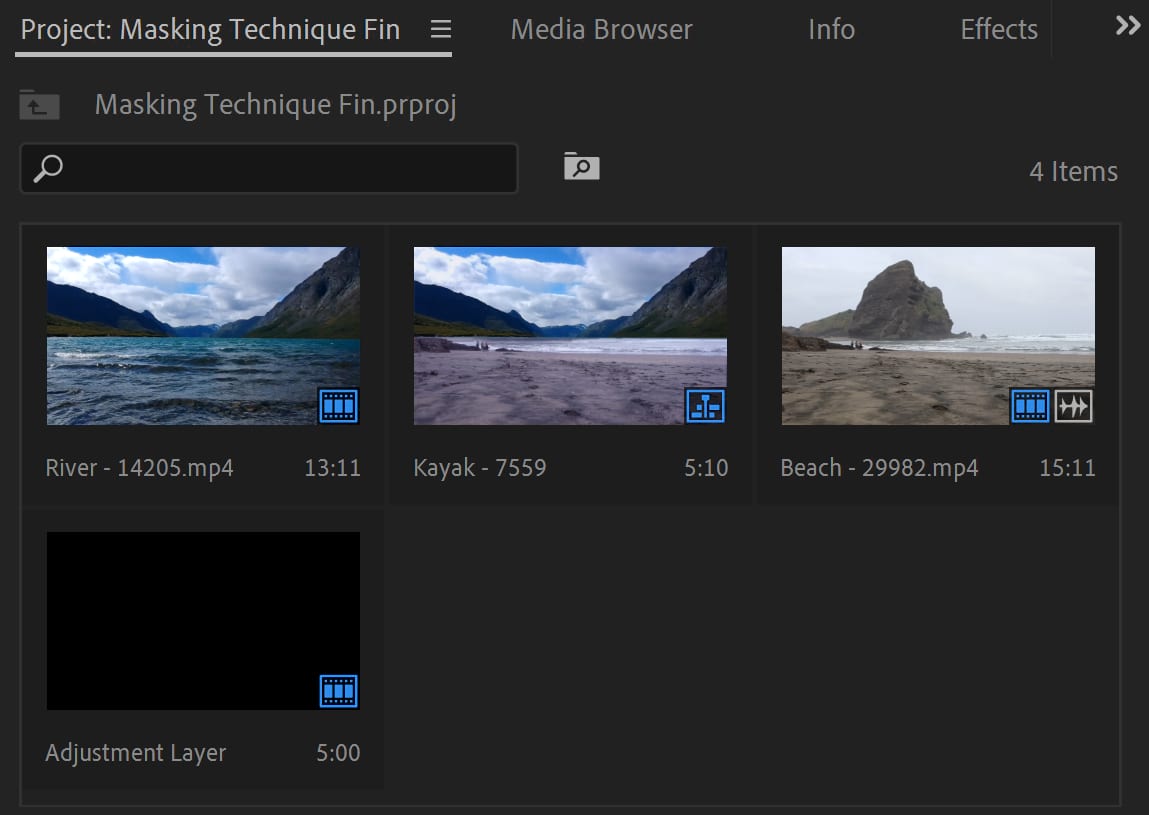 Project: Masking Technique Fin
Media Browser
Info
Effects
Masking Technique Fin.prproj
4 Items
River - 14205.mp4 13:11
Kayak - 7559 5:10
Beach - 29982.mp4 15:11
Adjustment Layer 5:00